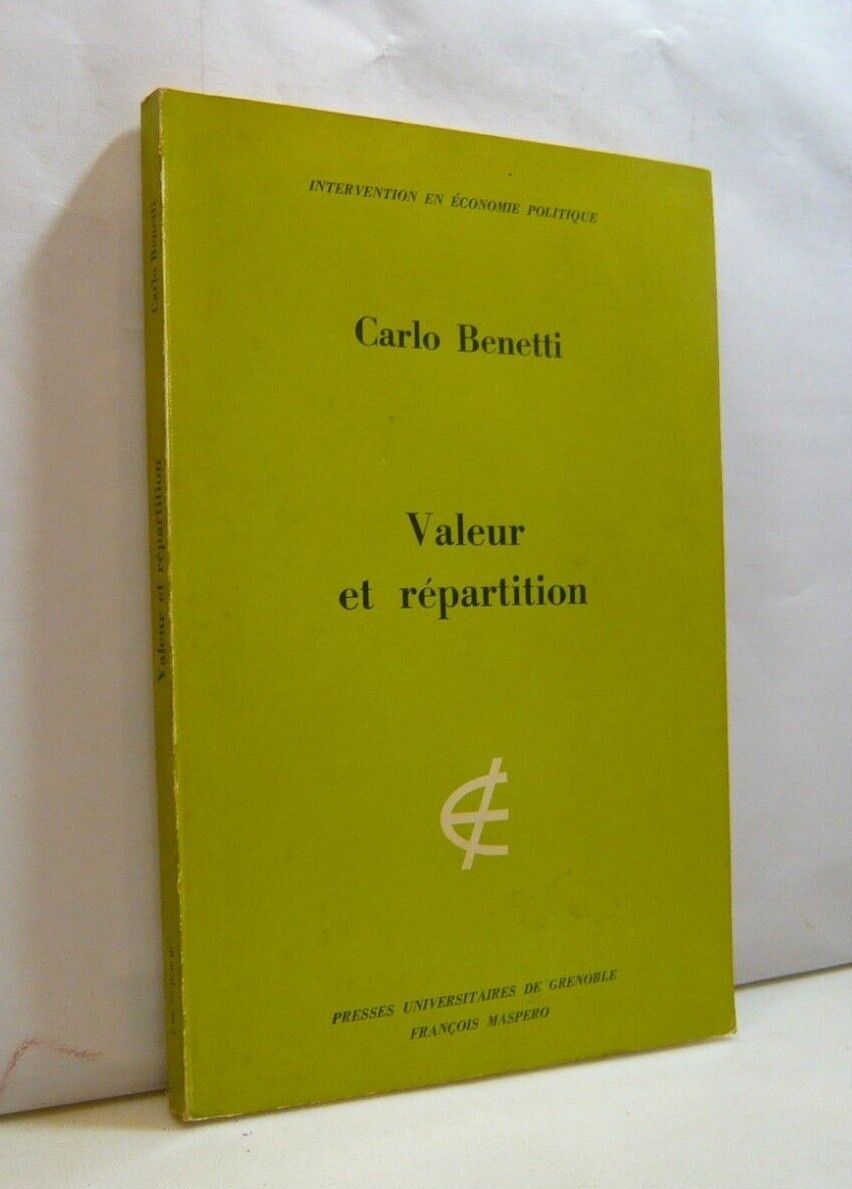 INTERVENTION EN ÉCONOMIE POLITIQUE
Carlo Benetti
Valeur
et répartition
PRESSES UNIVERSITAIRES DE GRENOBLE
FRANÇOIS MASPERO
Carlo Benetti
Valeur et répartition